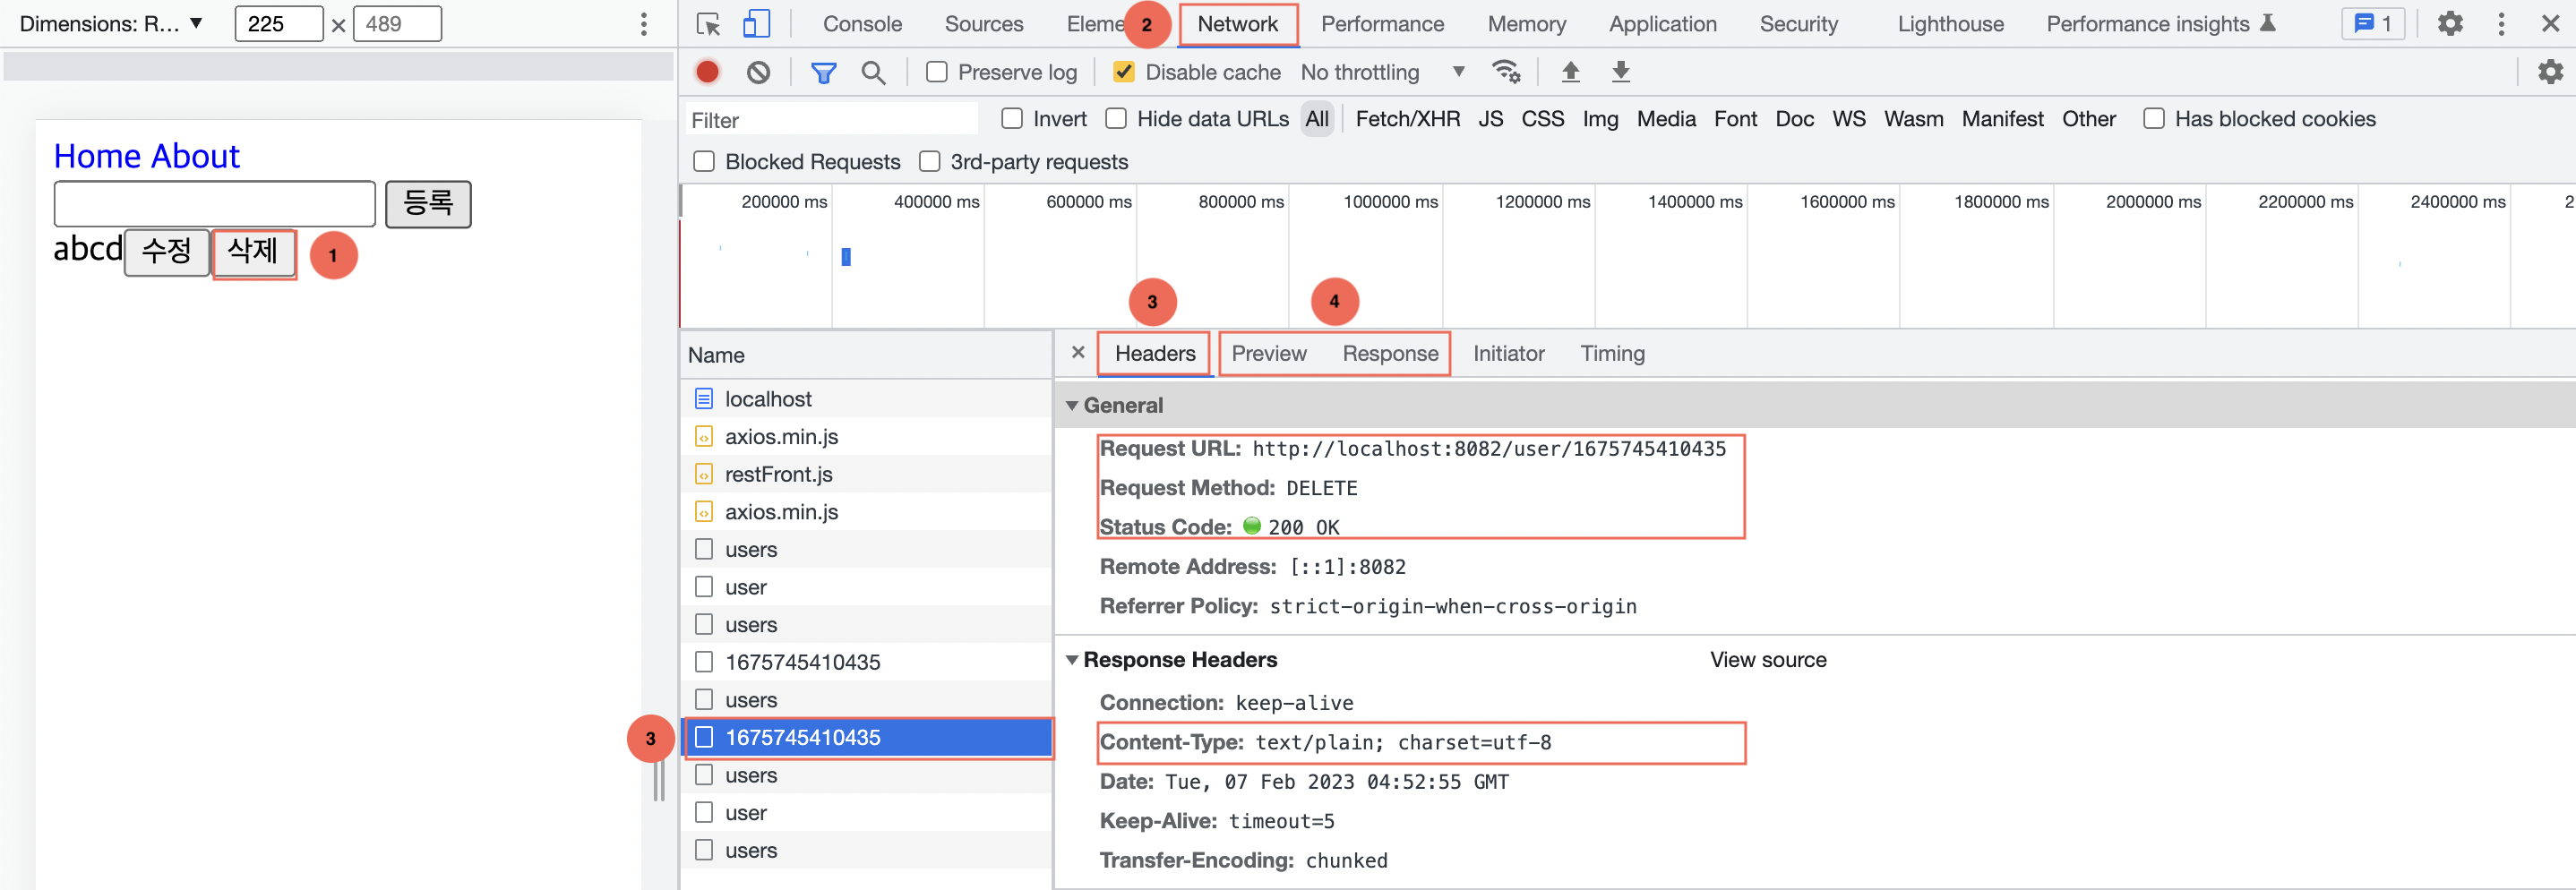 Dimensions: R... ▼ 225 × 489
Console Sources Eleme 2 Network Performance Memory Application Security Lighthouse Performance insights 1
Preserve log Disable cache No throttling ▼
Filter Invert Hide data URLs All Fetch/XHR JS CSS Img Media Font Doc WS Wasm Manifest Other Has blocked cookies
Blocked Requests 3rd-party requests
200000 ms 400000 ms 600000 ms 800000 ms 1000000 ms 1200000 ms 1400000 ms 1600000 ms 1800000 ms 2000000 ms 2200000 ms 2400000 ms 2
Home About
등록
abcd 수정 삭제 1
3 4
Name
localhost
axios.min.js
restFront.js
axios.min.js
users
user
users
1675745410435
users
3 1675745410435
users
user
users
× Headers Preview Response Initiator Timing
▼ General
Request URL: http://localhost:8082/user/1675745410435
Request Method: DELETE
Status Code: 200 OK
Remote Address: [::1]:8082
Referrer Policy: strict-origin-when-cross-origin
▼ Response Headers View source
Connection: keep-alive
Content-Type: text/plain; charset=utf-8
Date: Tue, 07 Feb 2023 04:52:55 GMT
Keep-Alive: timeout=5
Transfer-Encoding: chunked